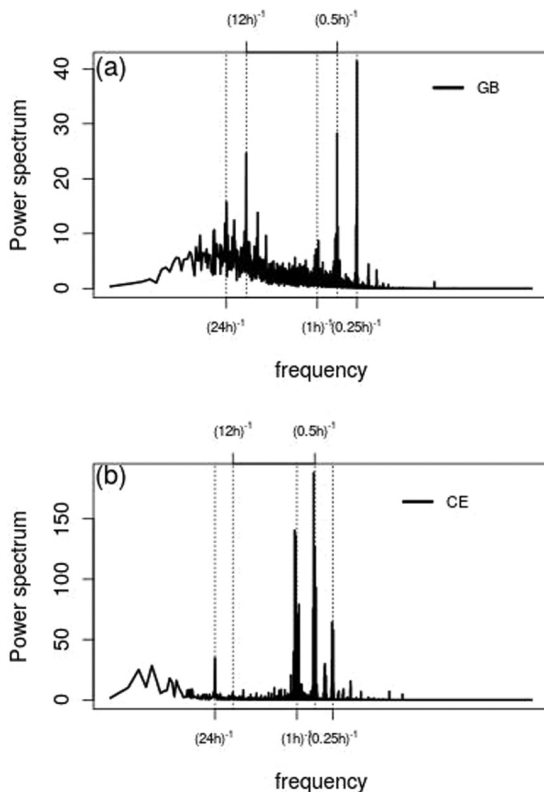 (12h)⁻¹ (0.5h)⁻¹
(a)
GB
Power spectrum
0 10 20 30 40
(24h)⁻¹ (1h)⁻¹ (0.25h)⁻¹
frequency
(12h)⁻¹ (0.5h)⁻¹
(b)
CE
Power spectrum
0 50 100 150
(24h)⁻¹ (1h)⁻¹ (0.25h)⁻¹
frequency